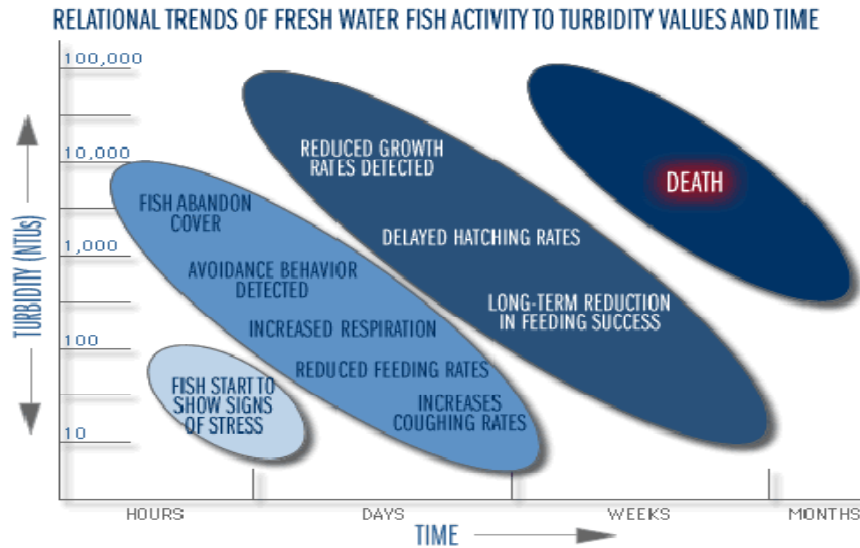 RELATIONAL TRENDS OF FRESH WATER FISH ACTIVITY TO TURBIDITY VALUES AND TIME
100,000
10,000
1,000
100
10
TURBIDITY (NTUs)
FISH ABANDON
COVER
AVOIDANCE BEHAVIOR
DETECTED
INCREASED RESPIRATION
REDUCED FEEDING RATES
INCREASES
COUGHING RATES
FISH START TO
SHOW SIGNS
OF STRESS
REDUCED GROWTH
RATES DETECTED
DELAYED HATCHING RATES
LONG-TERM REDUCTION
IN FEEDING SUCCESS
DEATH
HOURS
DAYS
WEEKS
MONTHS
TIME